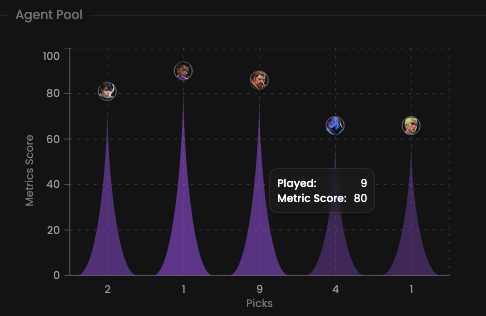 Agent Pool
100
80
60
40
20
0
Metrics Score
Played: 9
Metric Score: 80
2 1 9 4 1
Picks